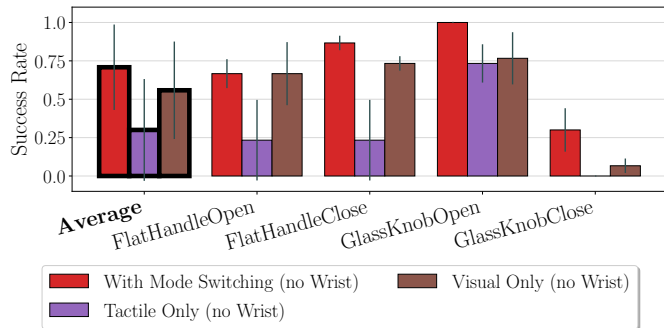 1.0
0.75
0.5
0.25
0.0
Success Rate
Average
FlatHandleOpen
FlatHandleClose
GlassKnobOpen
GlassKnobClose
With Mode Switching (no Wrist)
Tactile Only (no Wrist)
Visual Only (no Wrist)